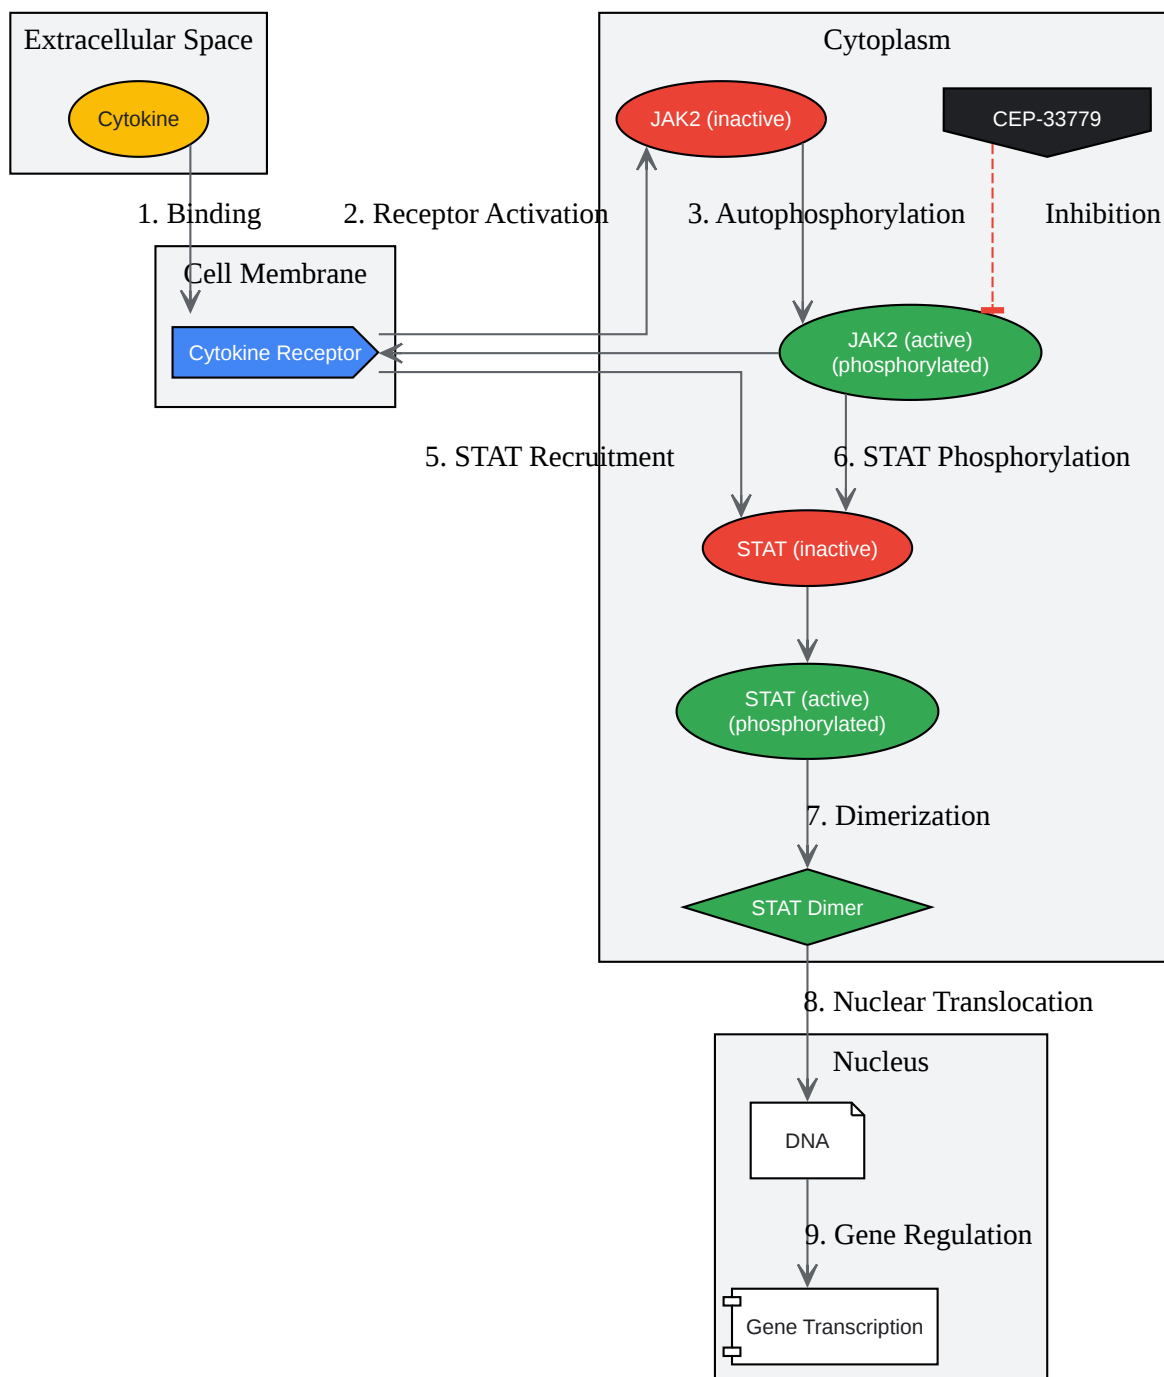 Extracellular Space
Cytoplasm
Cytokine
JAK2 (inactive)
CEP-33779
1. Binding
2. Receptor Activation
3. Autophosphorylation
Inhibition
Cell Membrane
Cytokine Receptor
JAK2 (active)
(phosphorylated)
5. STAT Recruitment
6. STAT Phosphorylation
STAT (inactive)
STAT (active)
(phosphorylated)
7. Dimerization
STAT Dimer
8. Nuclear Translocation
Nucleus
DNA
9. Gene Regulation
Gene Transcription